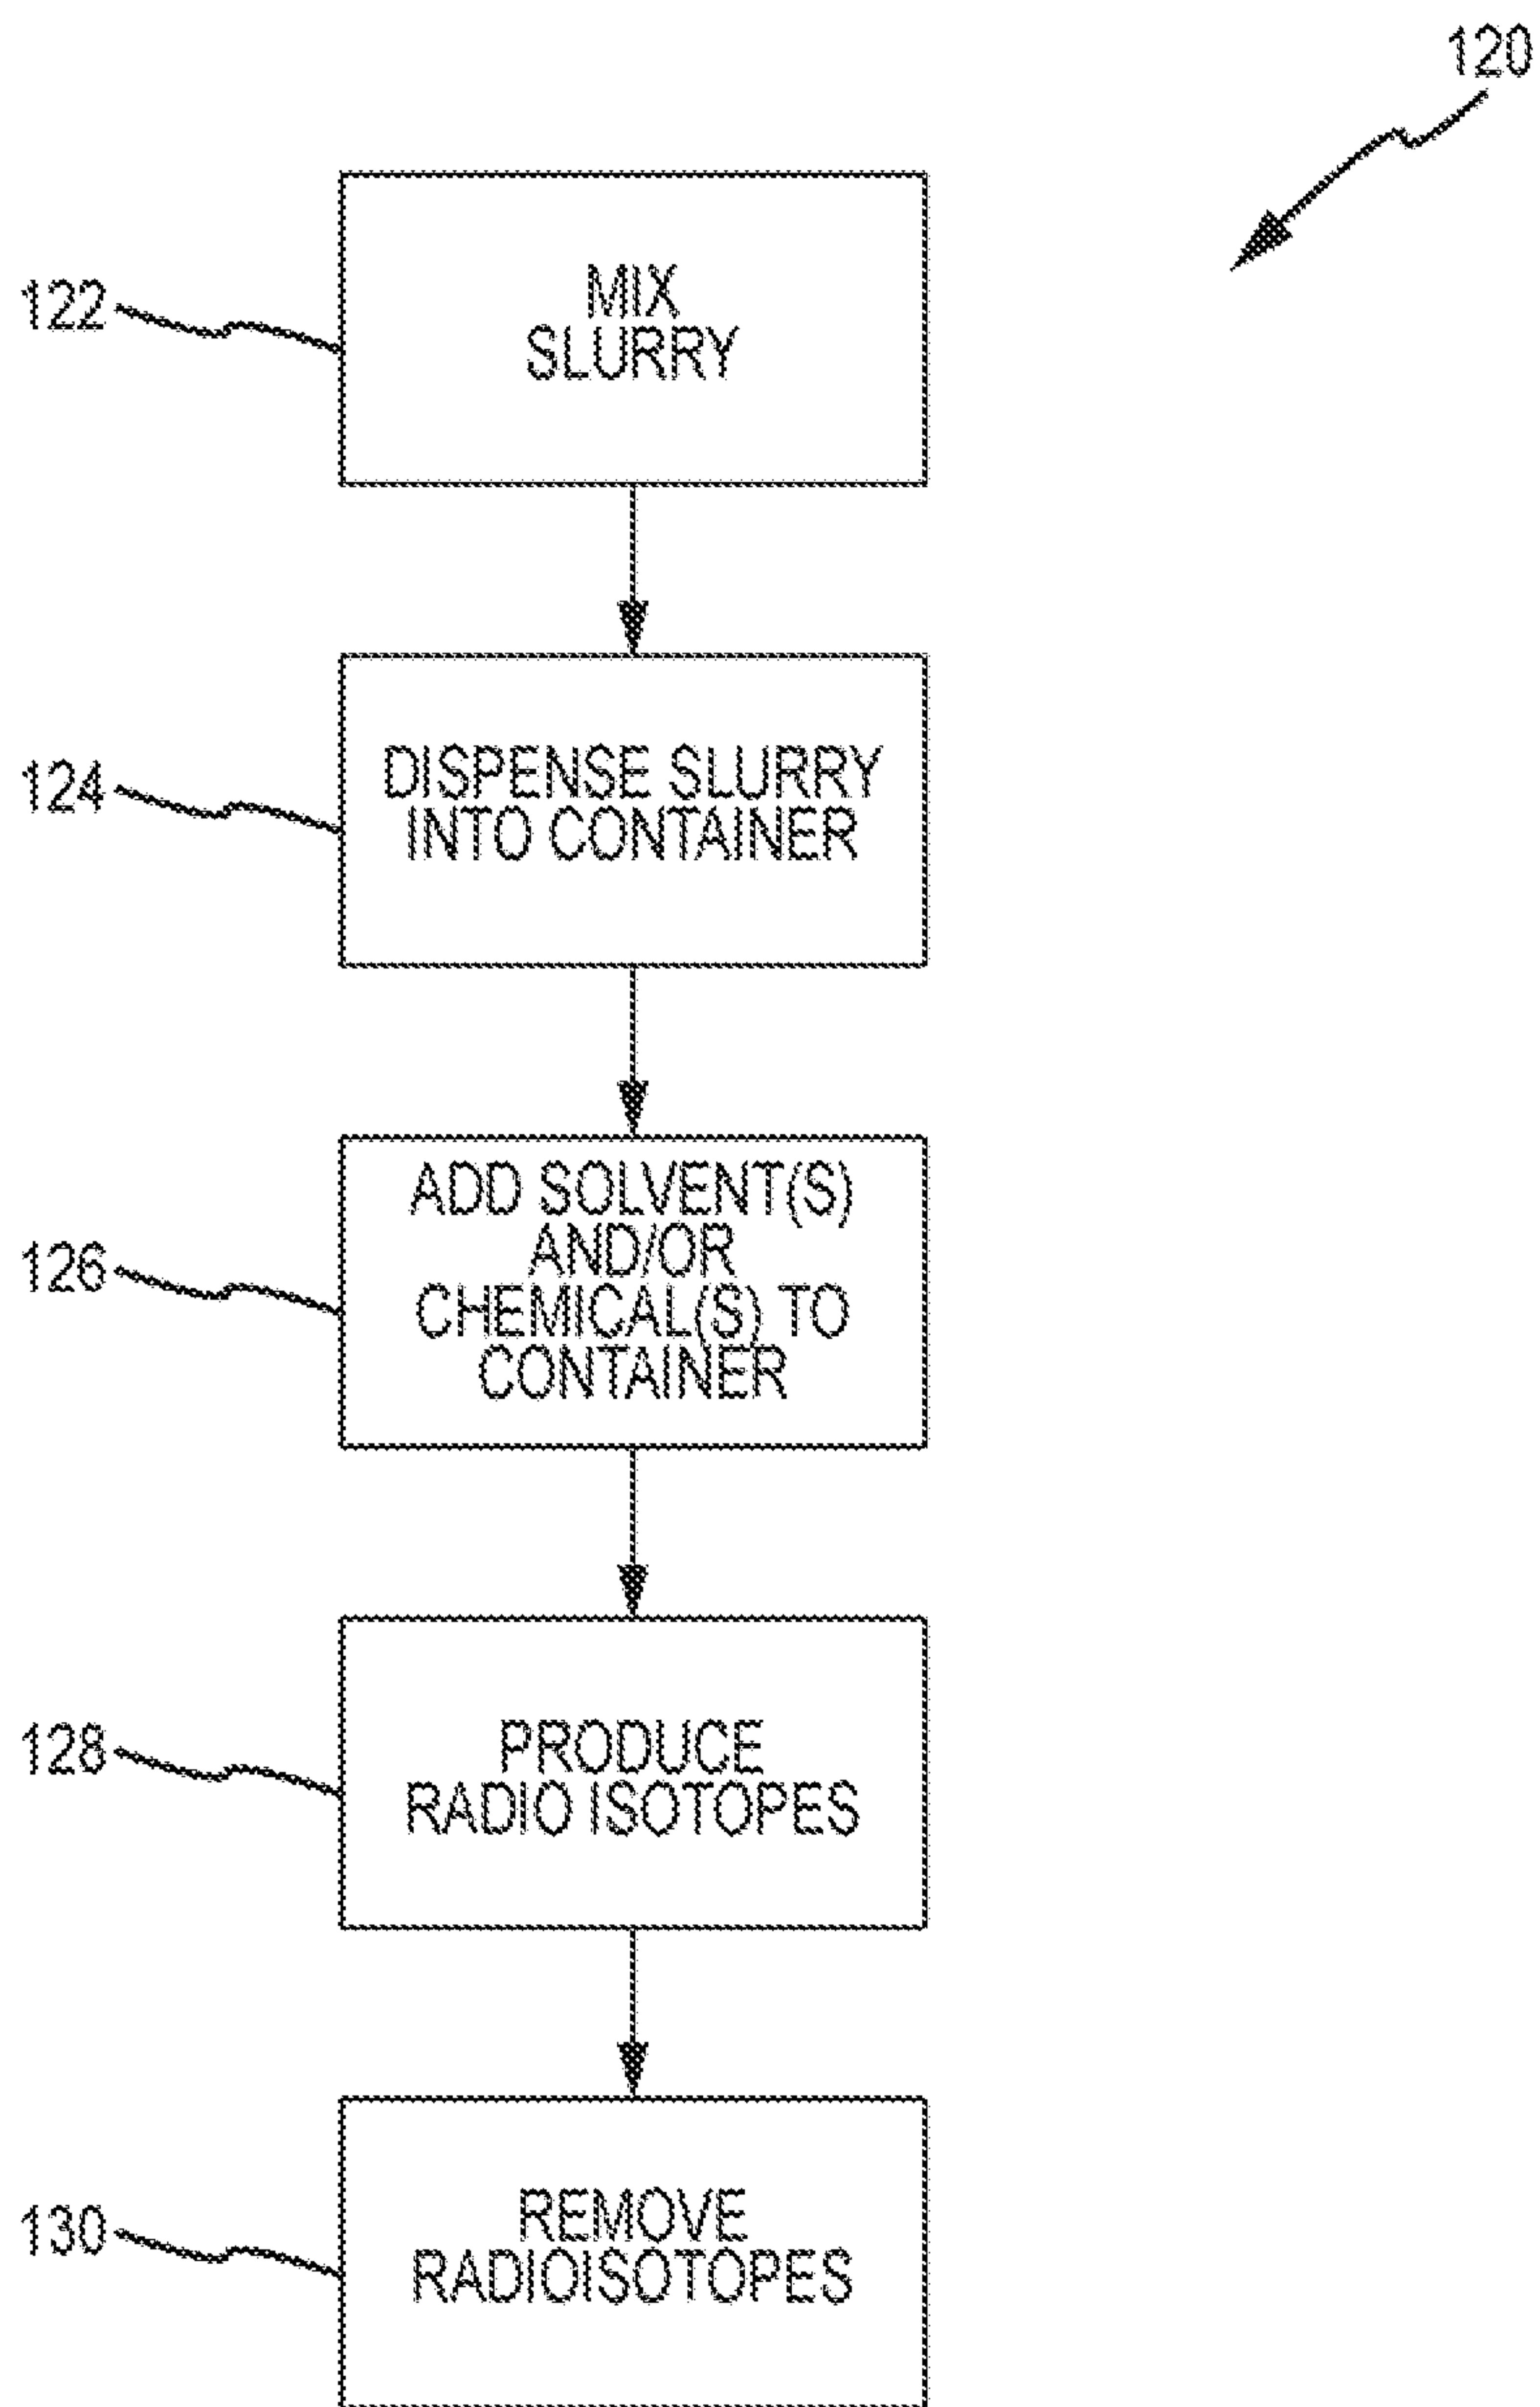 120
122
MIX
SLURRY
124
DISPENSE SLURRY
INTO CONTAINER
126
ADD SOLVENT(S)
AND/OR
CHEMICAL(S) TO
CONTAINER
128
PRODUCE
RADIO ISOTOPES
130
REMOVE
RADIOISOTOPES